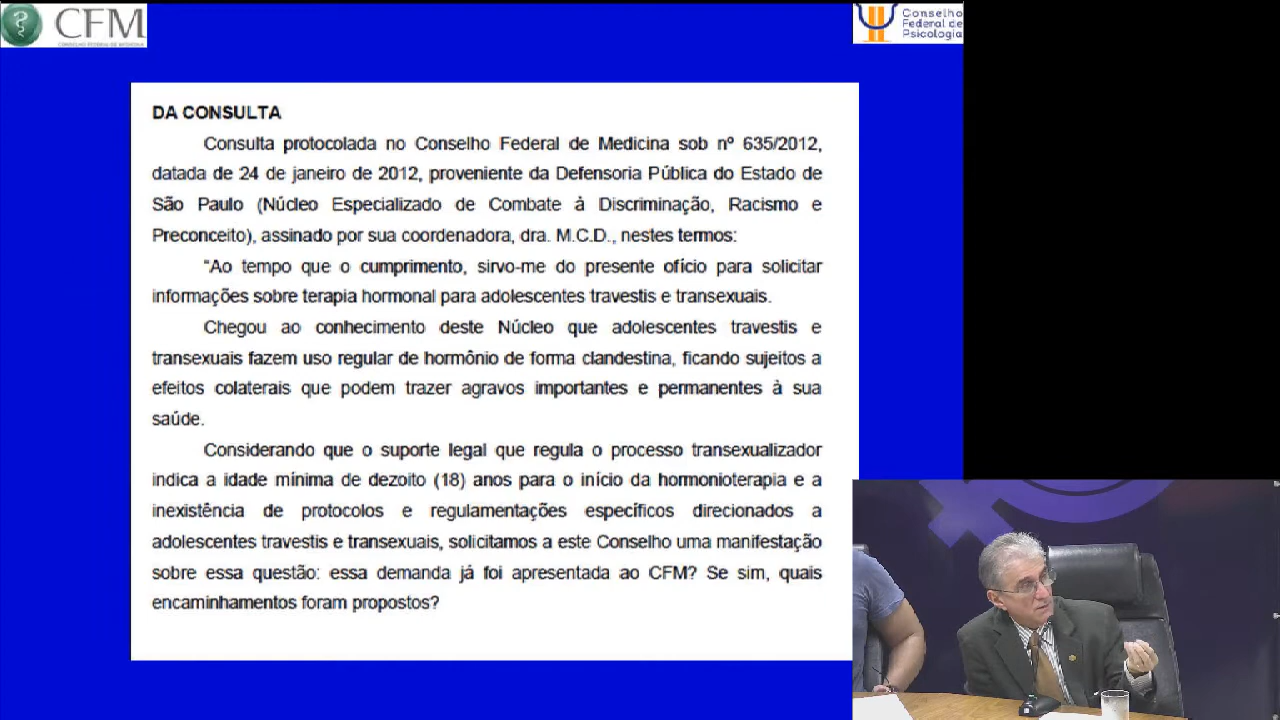 CFM
CONSELHO FEDERAL DE MEDICINA
Conselho
Federal de
Psicologia
DA CONSULTA
Consulta protocolada no Conselho Federal de Medicina sob nº 635/2012,
datada de 24 de janeiro de 2012, proveniente da Defensoria Pública do Estado de
São Paulo (Núcleo Especializado de Combate à Discriminação, Racismo e
Preconceito), assinado por sua coordenadora, dra. M.C.D., nestes termos:
“Ao tempo que o cumprimento, sirvo-me do presente ofício para solicitar
informações sobre terapia hormonal para adolescentes travestis e transexuais.
Chegou ao conhecimento deste Núcleo que adolescentes travestis e
transexuais fazem uso regular de hormônio de forma clandestina, ficando sujeitos a
efeitos colaterais que podem trazer agravos importantes e permanentes à sua
saúde.
Considerando que o suporte legal que regula o processo transexualizador
indica a idade mínima de dezoito (18) anos para o início da hormonioterapia e a
inexistência de protocolos e regulamentações específicos direcionados a
adolescentes travestis e transexuais, solicitamos a este Conselho uma manifestação
sobre essa questão: essa demanda já foi apresentada ao CFM? Se sim, quais
encaminhamentos foram propostos?